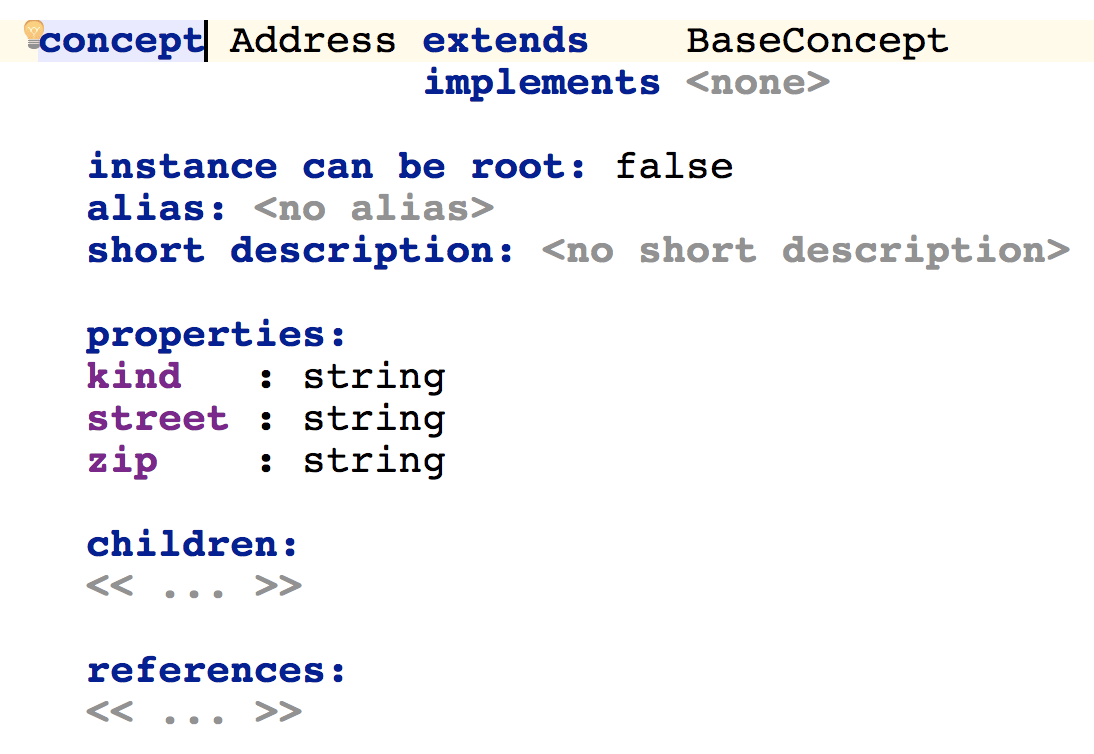 concept Address extends BaseConcept
implements <none>
instance can be root: false
alias: <no alias>
short description: <no short description>
properties:
kind : string
street : string
zip : string
children:
<< ... >>
references:
<< ... >>